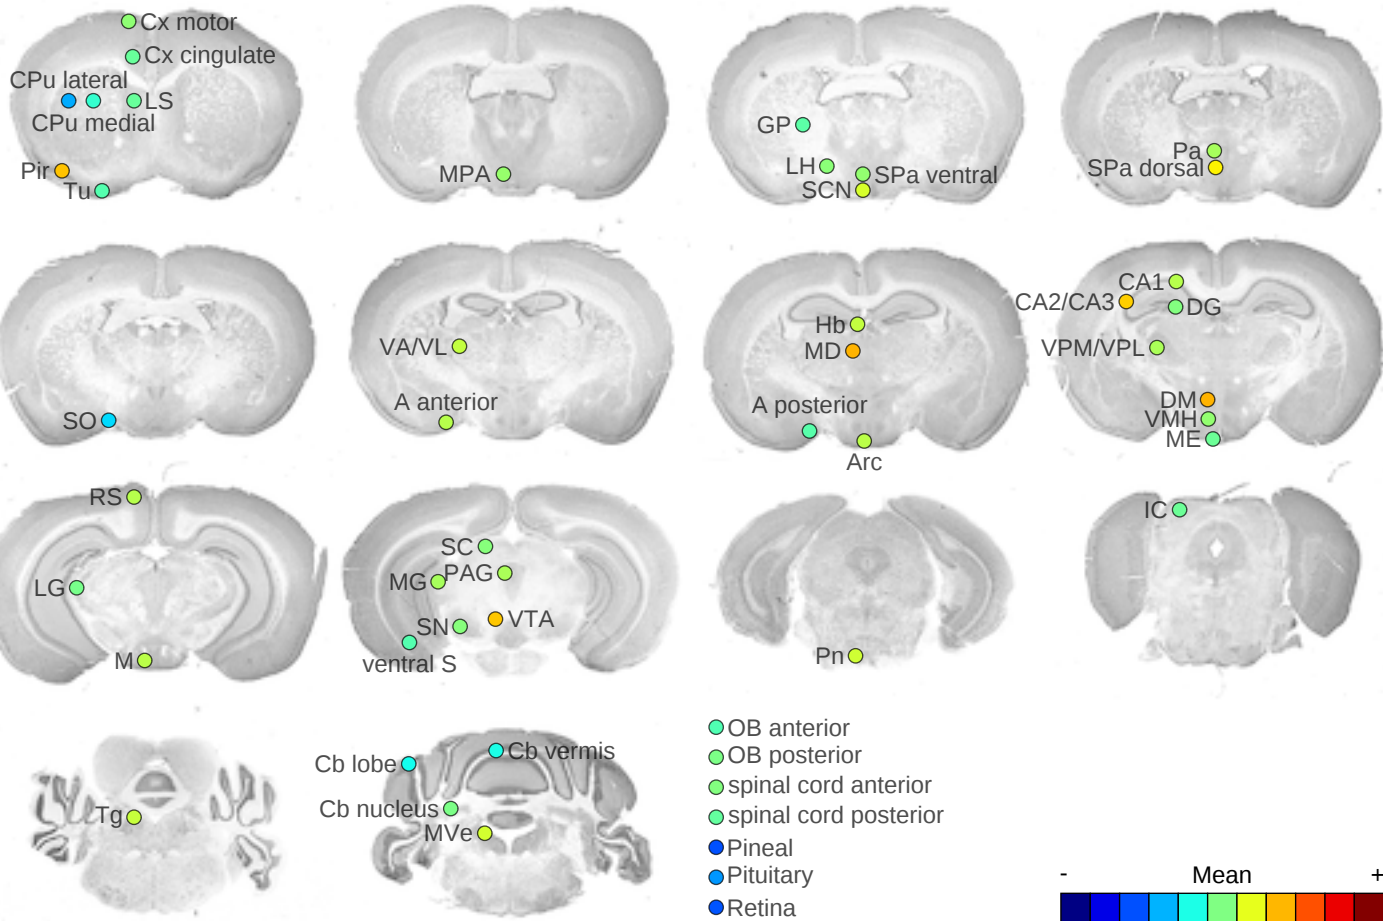 Cx motor
Cx cingulate
CPu lateral
LS
CPu medial
Pir
Tu
MPA
GP
LH
SPa ventral
SCN
Pa
SPa dorsal
SO
VA/VL
A anterior
Hb
MD
A posterior
Arc
CA1
CA2/CA3
DG
VPM/VPL
DM
VMH
ME
RS
LG
M
SC
MG
PAG
SN
VTA
ventral S
Pn
IC
Tg
Cb lobe
Cb vermis
Cb nucleus
MVe
OB anterior
OB posterior
spinal cord anterior
spinal cord posterior
Pineal
Pituitary
Retina
- Mean +